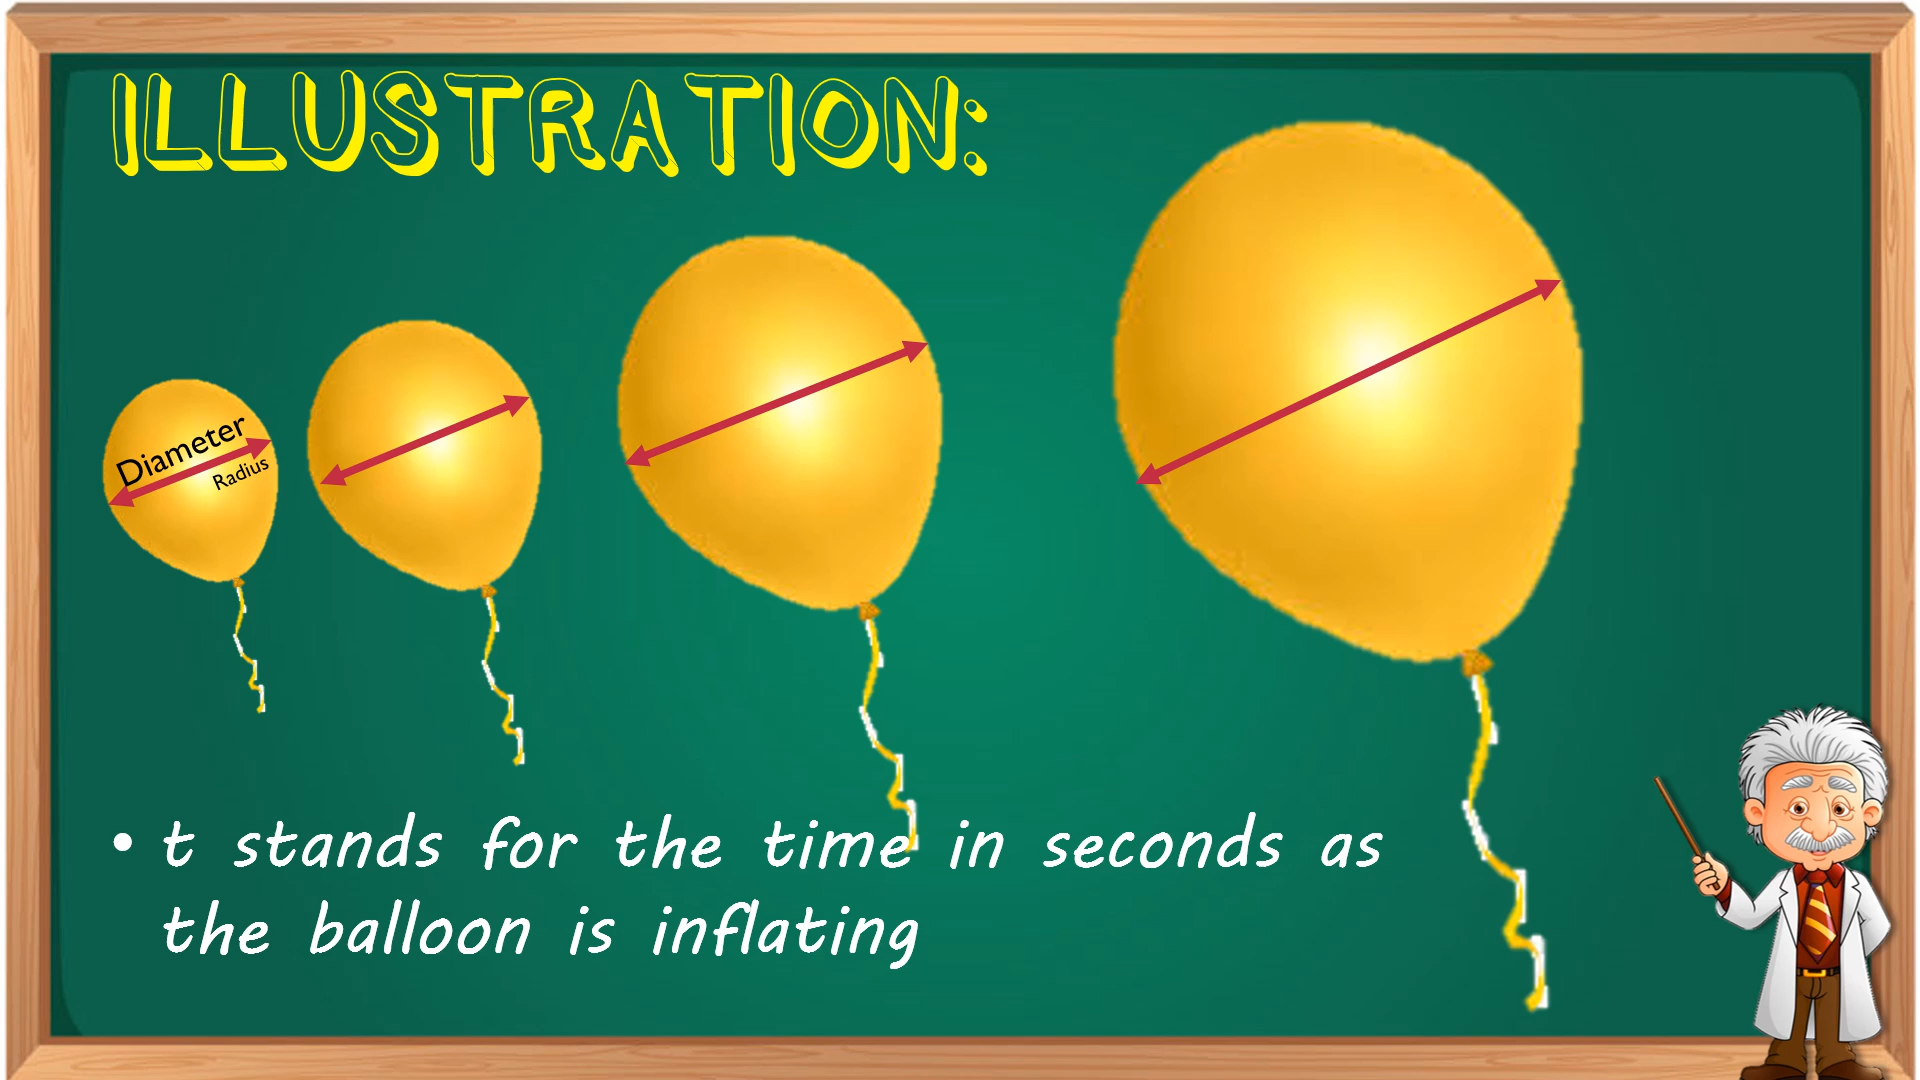 ILLUSTRATION:
Diameter
Radius
• t stands for the time in seconds as
the balloon is inflating